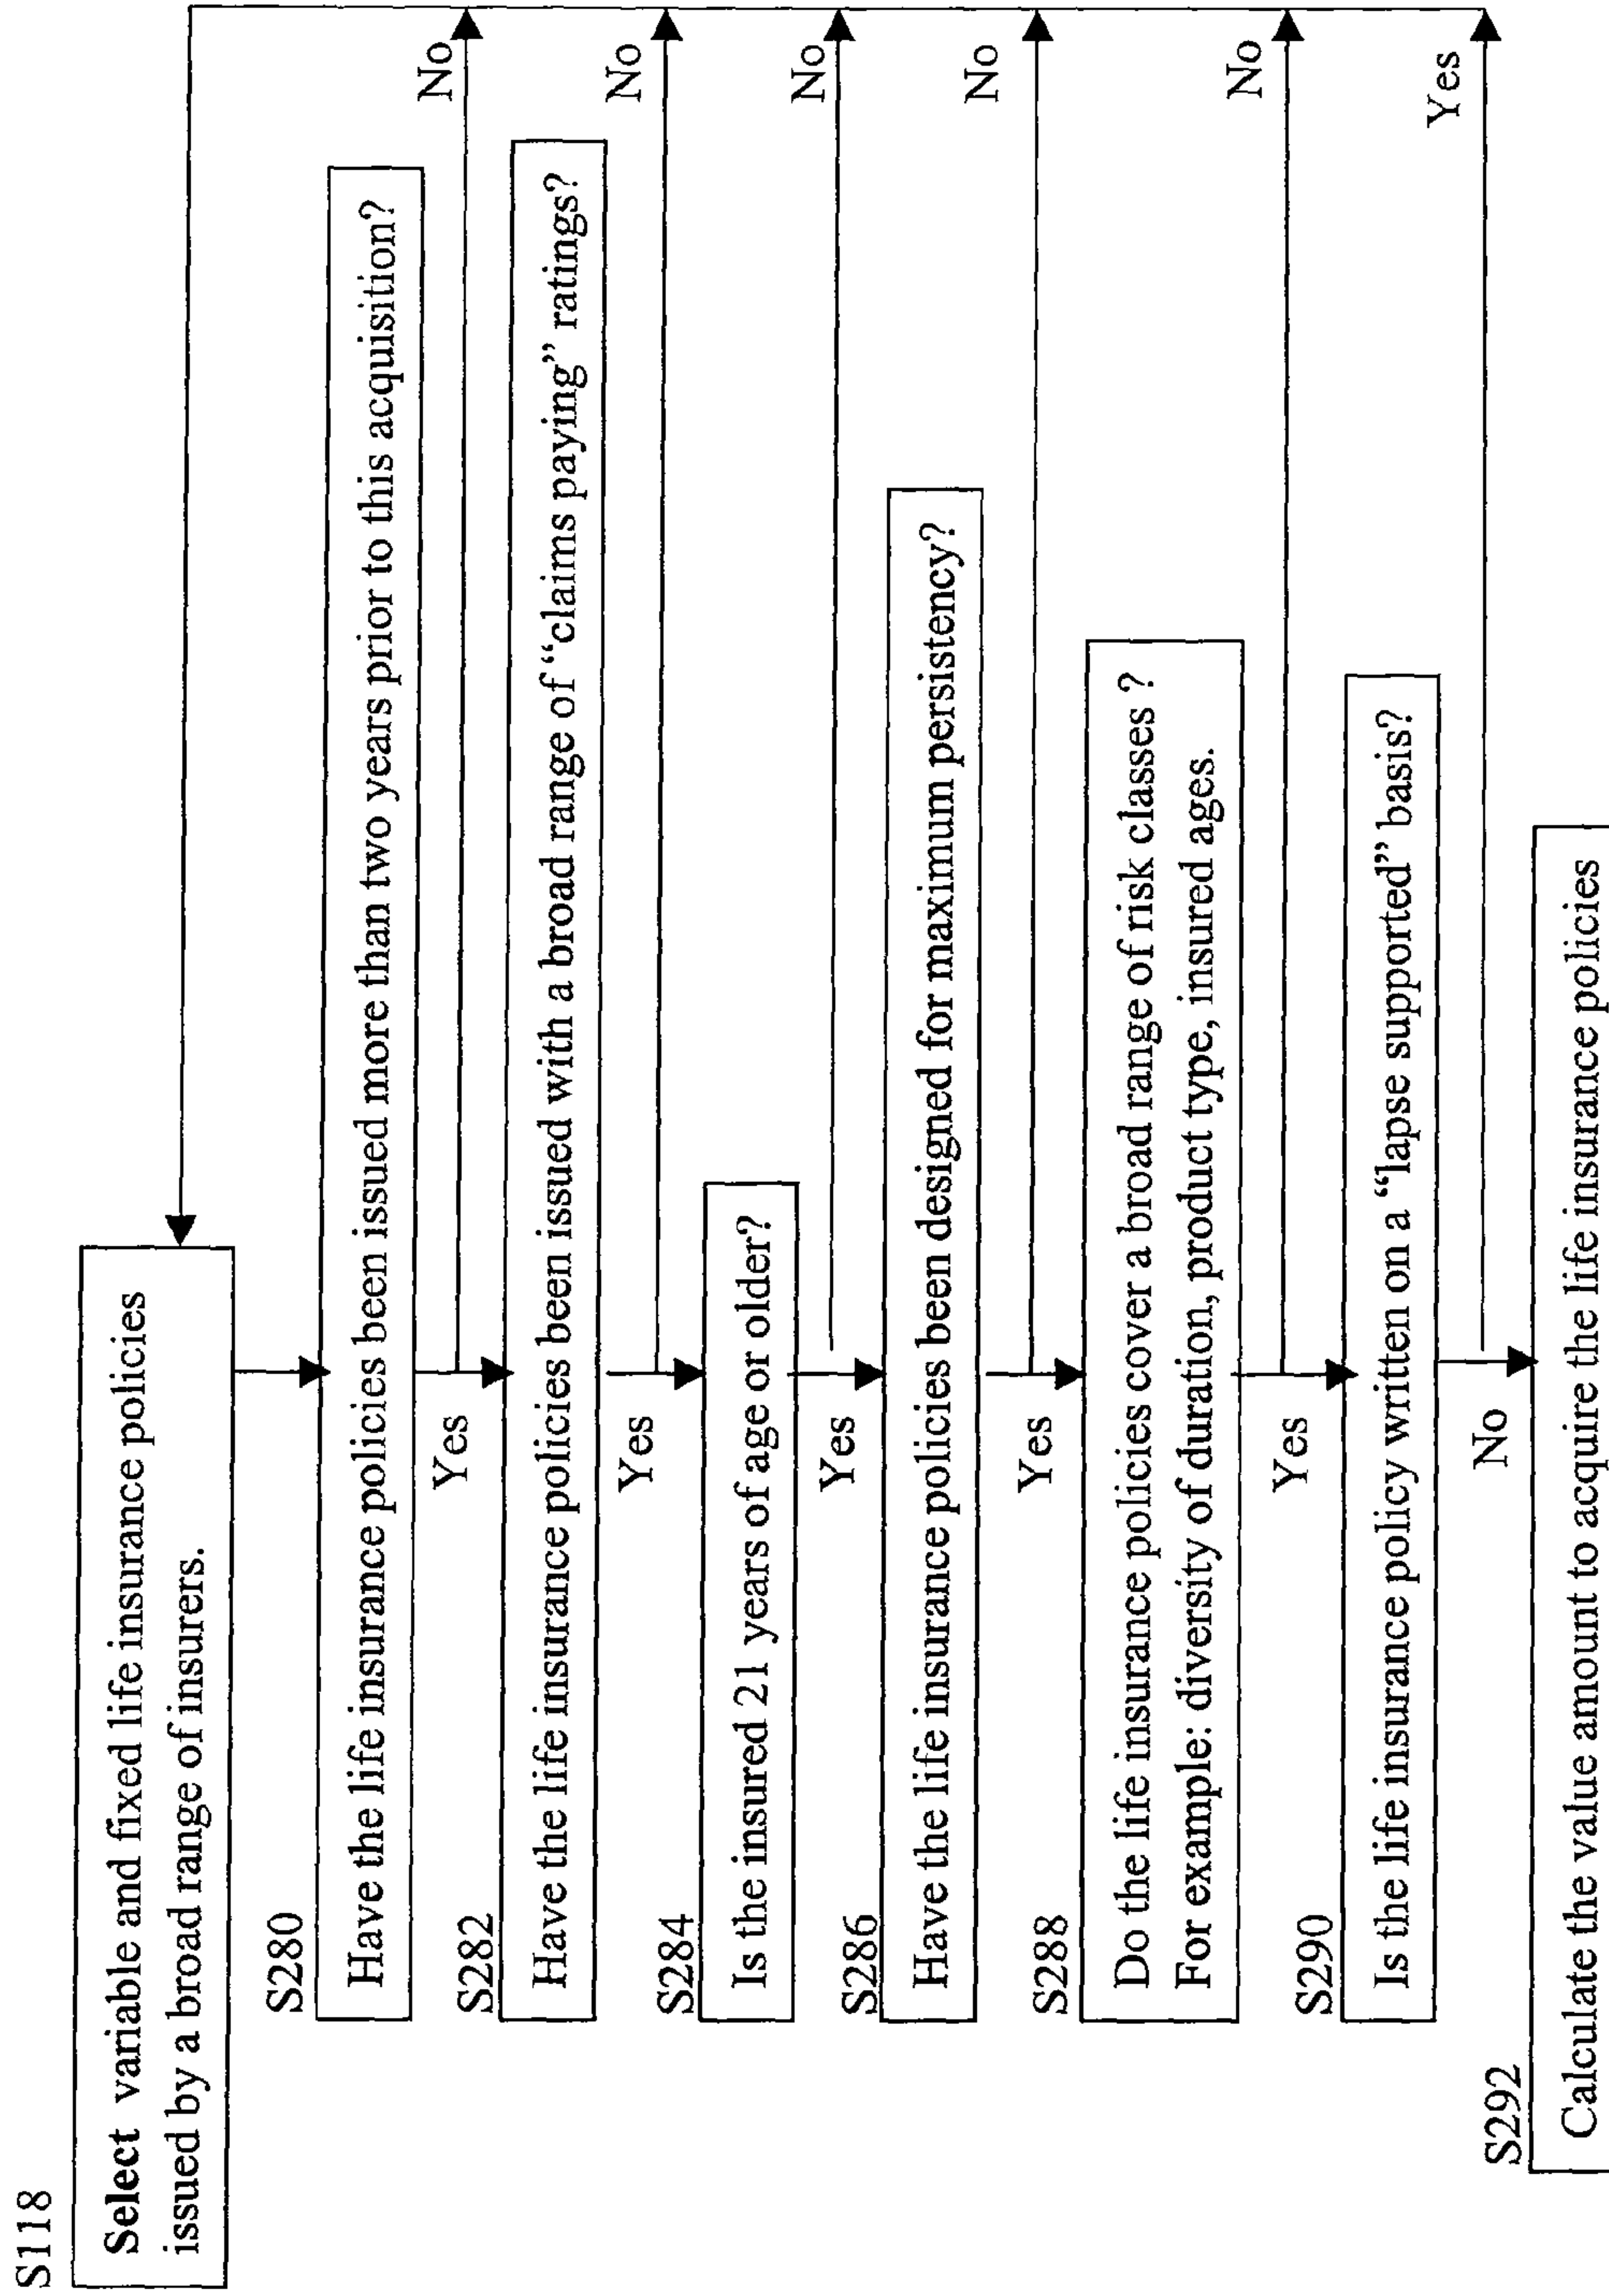 S118
Select variable and fixed life insurance policies
issued by a broad range of insurers.
S280
Have the life insurance policies been issued more than two years prior to this acquisition?
Yes
No
S282
Have the life insurance policies been issued with a broad range of “claims paying” ratings?
Yes
No
S284
Is the insured 21 years of age or older?
Yes
No
S286
Have the life insurance policies been designed for maximum persistency?
Yes
No
S288
Do the life insurance policies cover a broad range of risk classes ?
For example: diversity of duration, product type, insured ages.
Yes
No
S290
Is the life insurance policy written on a “lapse supported” basis?
No
Yes
S292
Calculate the value amount to acquire the life insurance policies